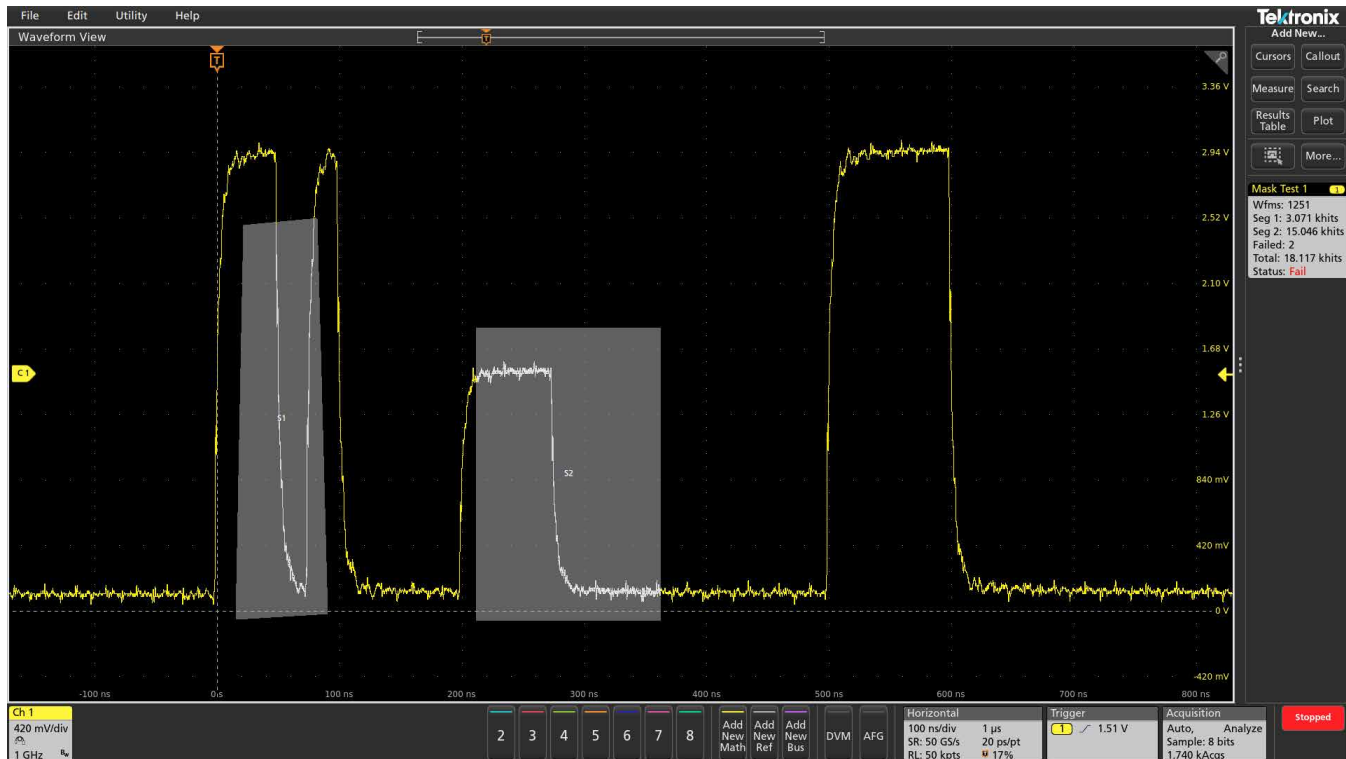 File Edit Utility Help
Tektronix
Waveform View
Add New...
T
T
Cursors Callout
3.36 V
Measure Search
Results Table Plot
2.94 V
More...
Mask Test 1 1
Wfms: 1251
Seg 1: 3.071 khits
2.52 V
Seg 2: 15.046 khits
Failed: 2
Total: 18.117 khits
Status: Fail
2.10 V
1.68 V
C1
1.26 V
S1
S2
840 mV
420 mV
0 V
-420 mV
-100 ns 0 s 100 ns 200 ns 300 ns 400 ns 500 ns 600 ns 700 ns 800 ns
Ch 1
420 mV/div
1 GHz Bw
2 3 4 5 6 7 8
Add New Math
Add New Ref
Add New Bus
DVM AFG
Horizontal
100 ns/div 1 µs
SR: 50 GS/s 20 ps/pt
RL: 50 kpts 17%
Trigger
1 1.51 V
Acquisition
Auto, Analyze
Sample: 8 bits
1.740 kAcqs
Stopped